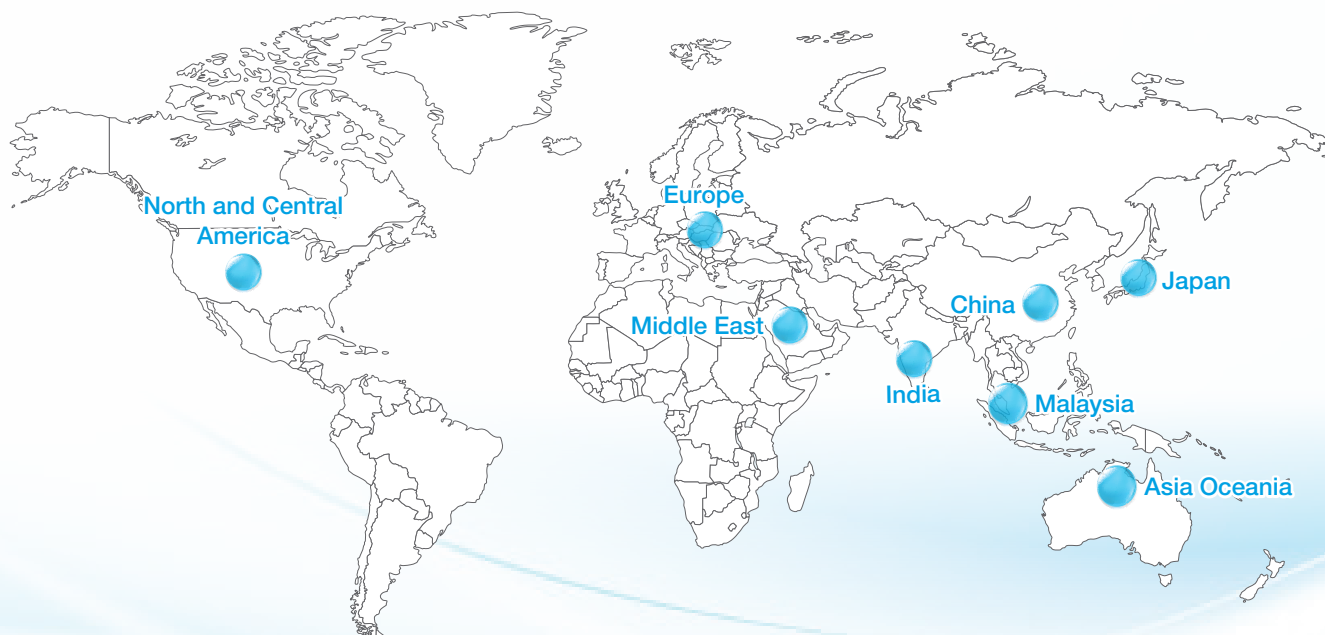 Europe
North and Central
America
Japan
China
Middle East
India
Malaysia
Asia Oceania